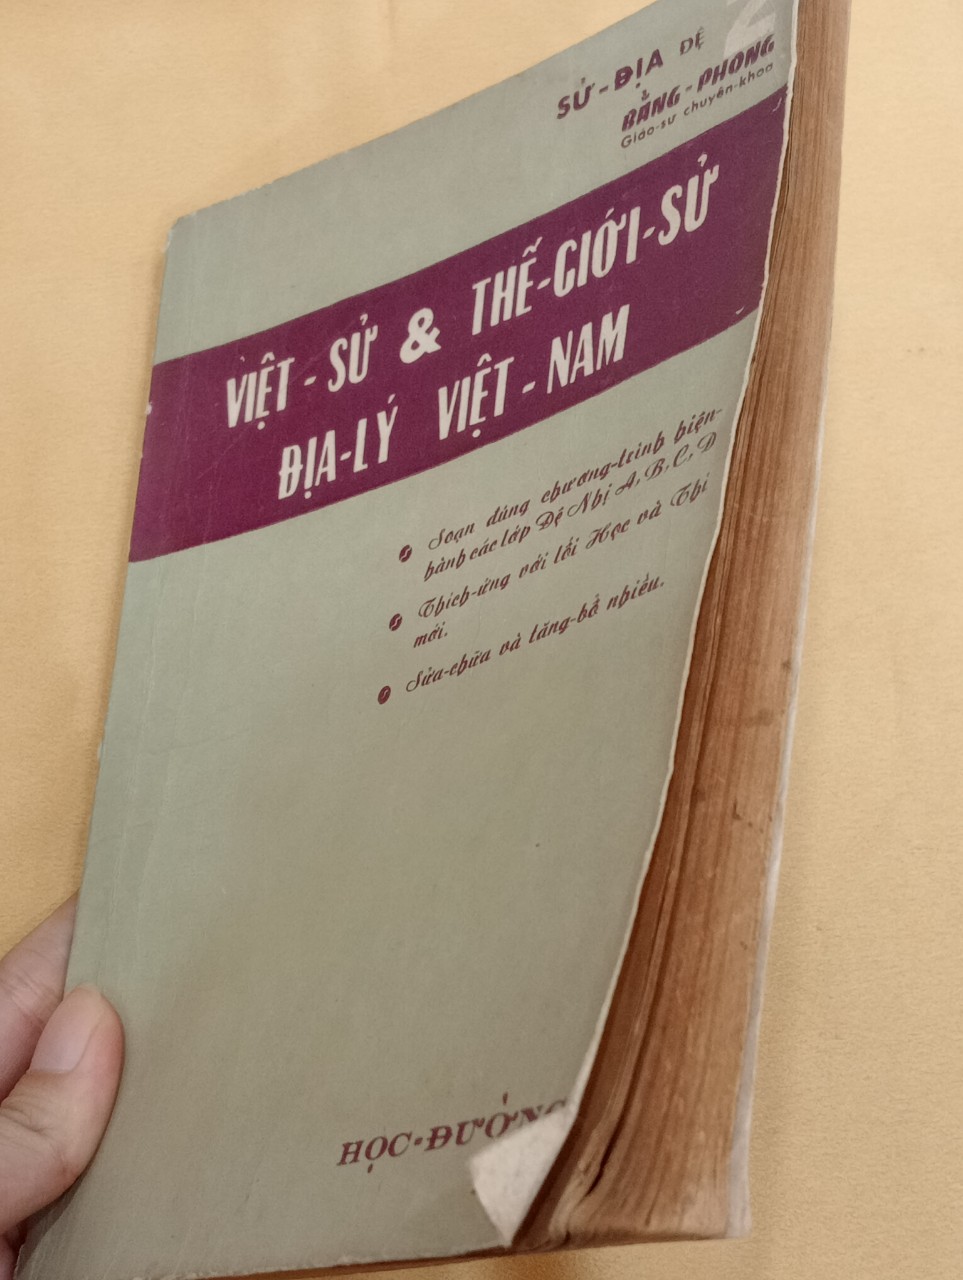 SỬ-ĐỊA ĐỆ 2
BẰNG-PHONG
Giáo-sư chuyên-khoa
VIỆT-SỬ & THẾ-GIỚI-SỬ
ĐỊA-LÝ VIỆT-NAM
Soạn đúng chương-trình hiện-
hành các lớp Đệ Nhị A, B, C, D
Thích-ứng với lối Học và Thi
mới.
Sửa-chữa và tăng-bổ nhiều.
HỌC-ĐƯỜNG